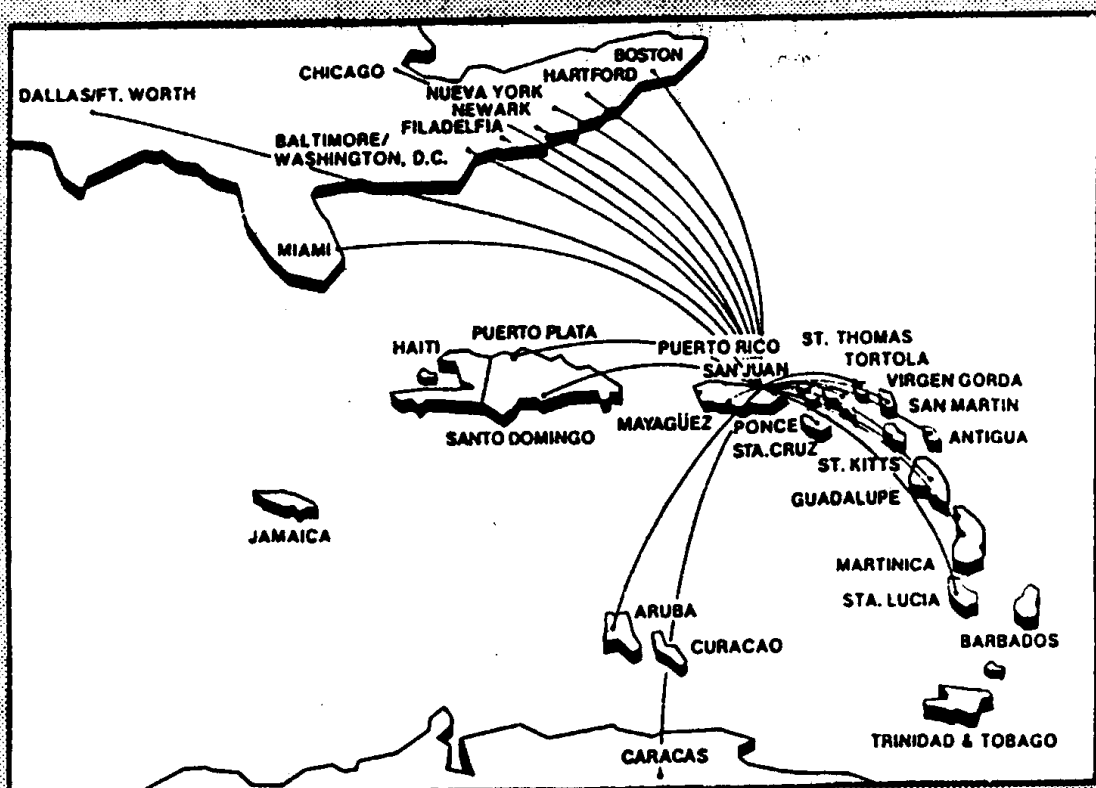 BOSTON
CHICAGO
HARTFORD
DALLAS/FT. WORTH
NUEVA YORK
NEWARK
FILADELFIA
BALTIMORE/
WASHINGTON, D.C.
MIAMI
PUERTO PLATA
HAITI
SANTO DOMINGO
PUERTO RICO
SAN JUAN
MAYAGÜEZ
PONCE
STA. CRUZ
ST. THOMAS
TORTOLA
VIRGEN GORDA
SAN MARTIN
ANTIGUA
ST. KITTS
GUADALUPE
JAMAICA
MARTINICA
STA. LUCIA
ARUBA
CURACAO
BARBADOS
TRINIDAD & TOBAGO
CARACAS